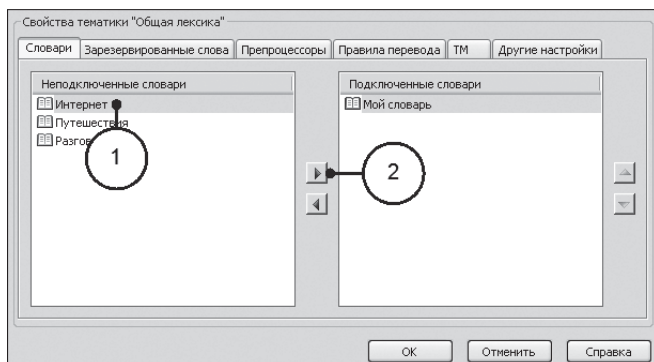 Свойства тематики "Общая лексика"
Словари Зарезервированные слова Препроцессоры Правила перевода ТМ Другие настройки
Неподключенные словари Подключенные словари
Интернет Мой словарь
Путешествия
1 2
ОК Отменить Справка